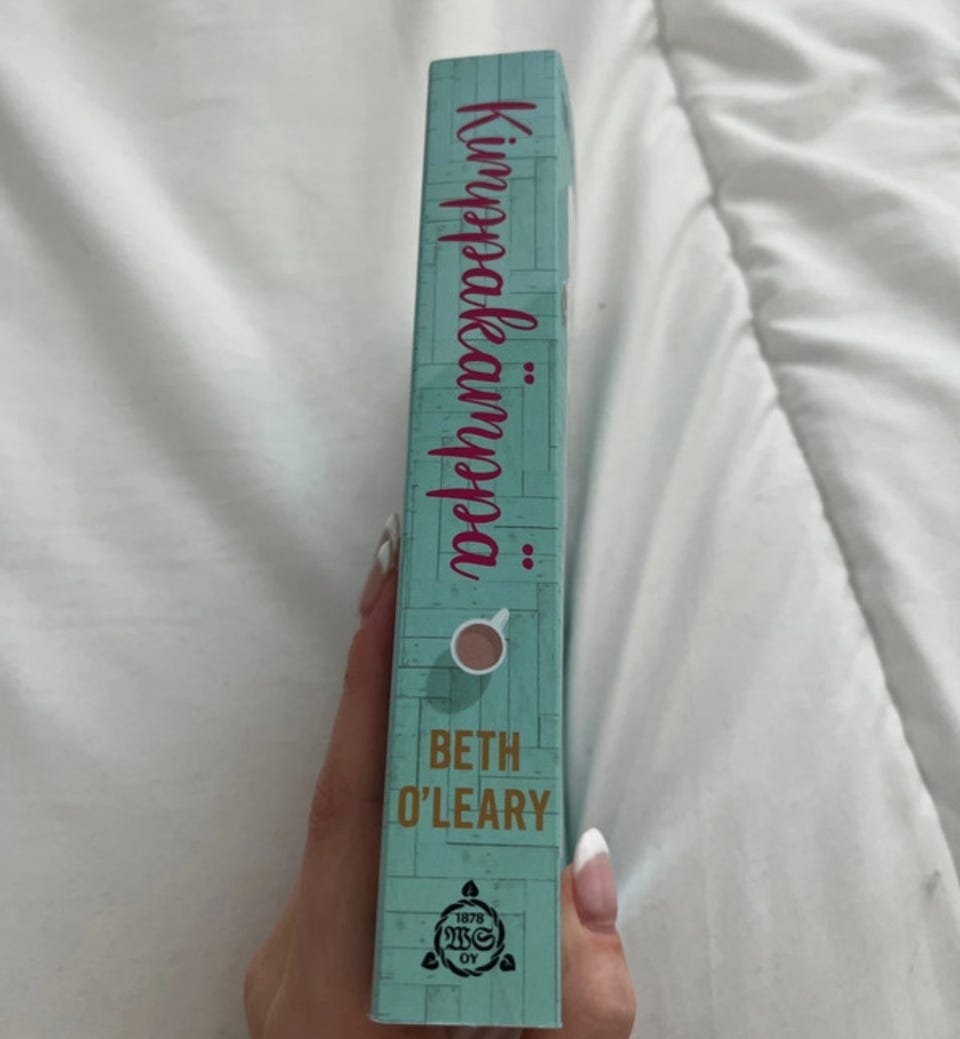 Kimppakämppä
BETH
O'LEARY
1878
WS
OY